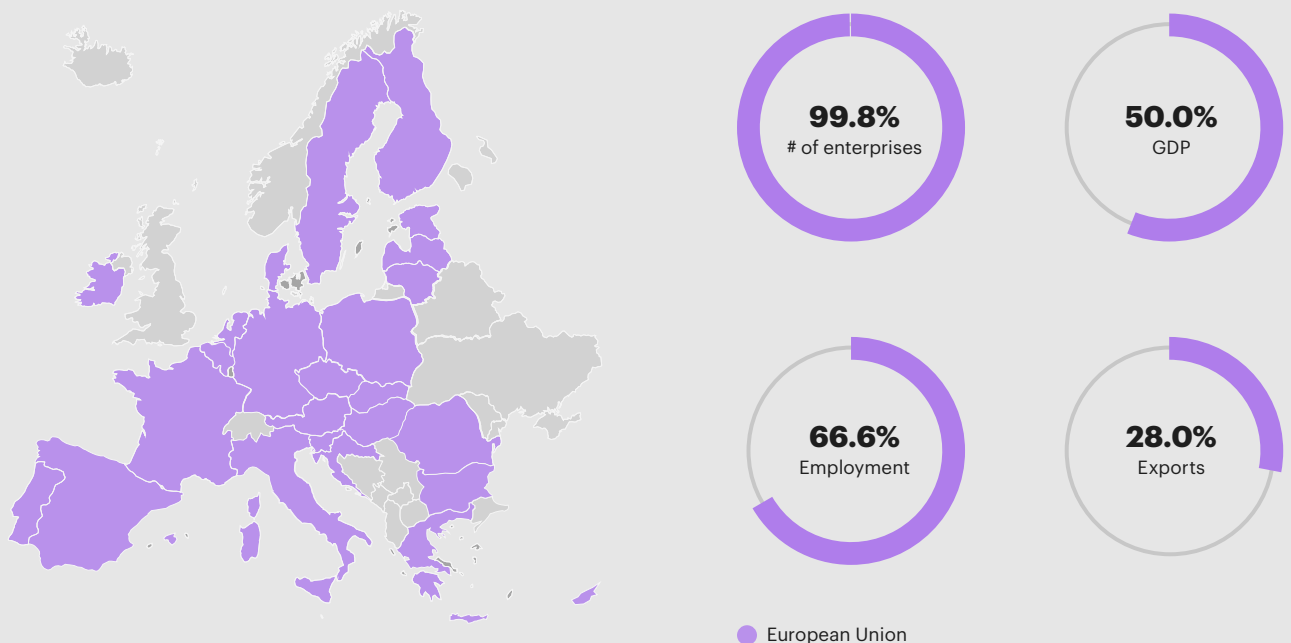 99.8%
# of enterprises
50.0%
GDP
66.6%
Employment
28.0%
Exports
European Union